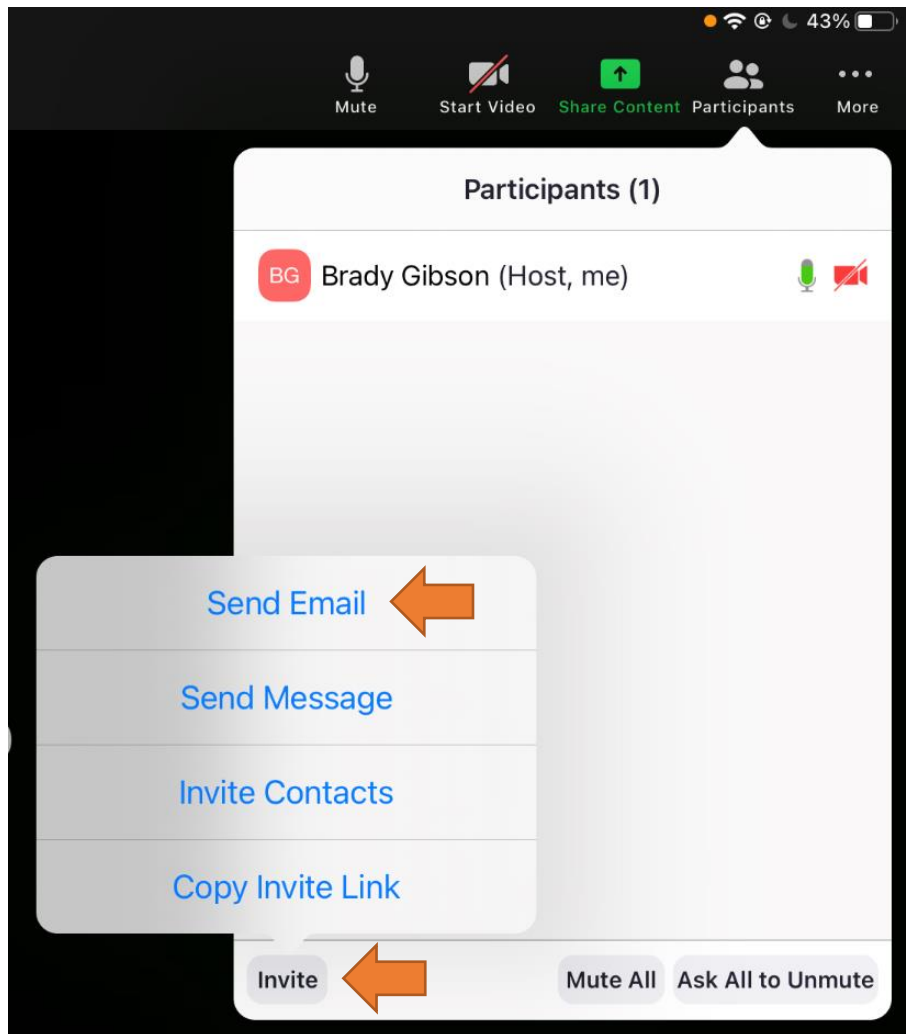 43%
Mute Start Video Share Content Participants More
Participants (1)
BG Brady Gibson (Host, me)
Send Email
Send Message
Invite Contacts
Copy Invite Link
Invite Mute All Ask All to Unmute